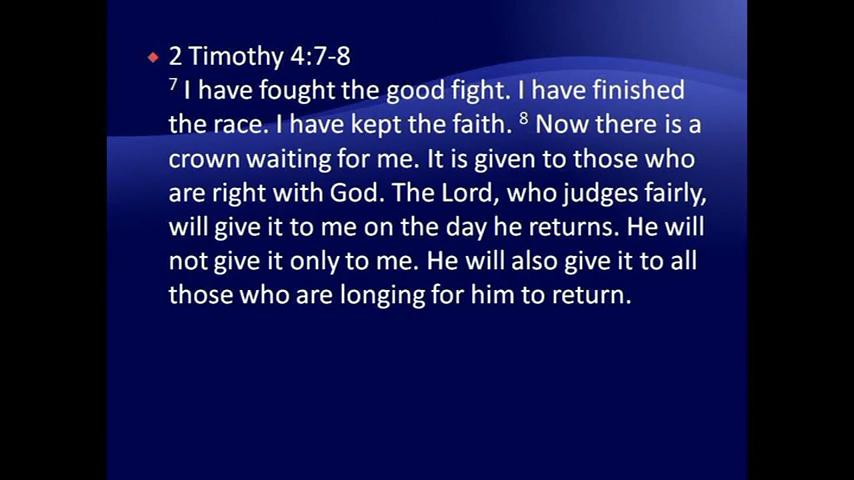 2 Timothy 4:7-8
7 I have fought the good fight. I have finished
the race. I have kept the faith. 8 Now there is a
crown waiting for me. It is given to those who
are right with God. The Lord, who judges fairly,
will give it to me on the day he returns. He will
not give it only to me. He will also give it to all
those who are longing for him to return.